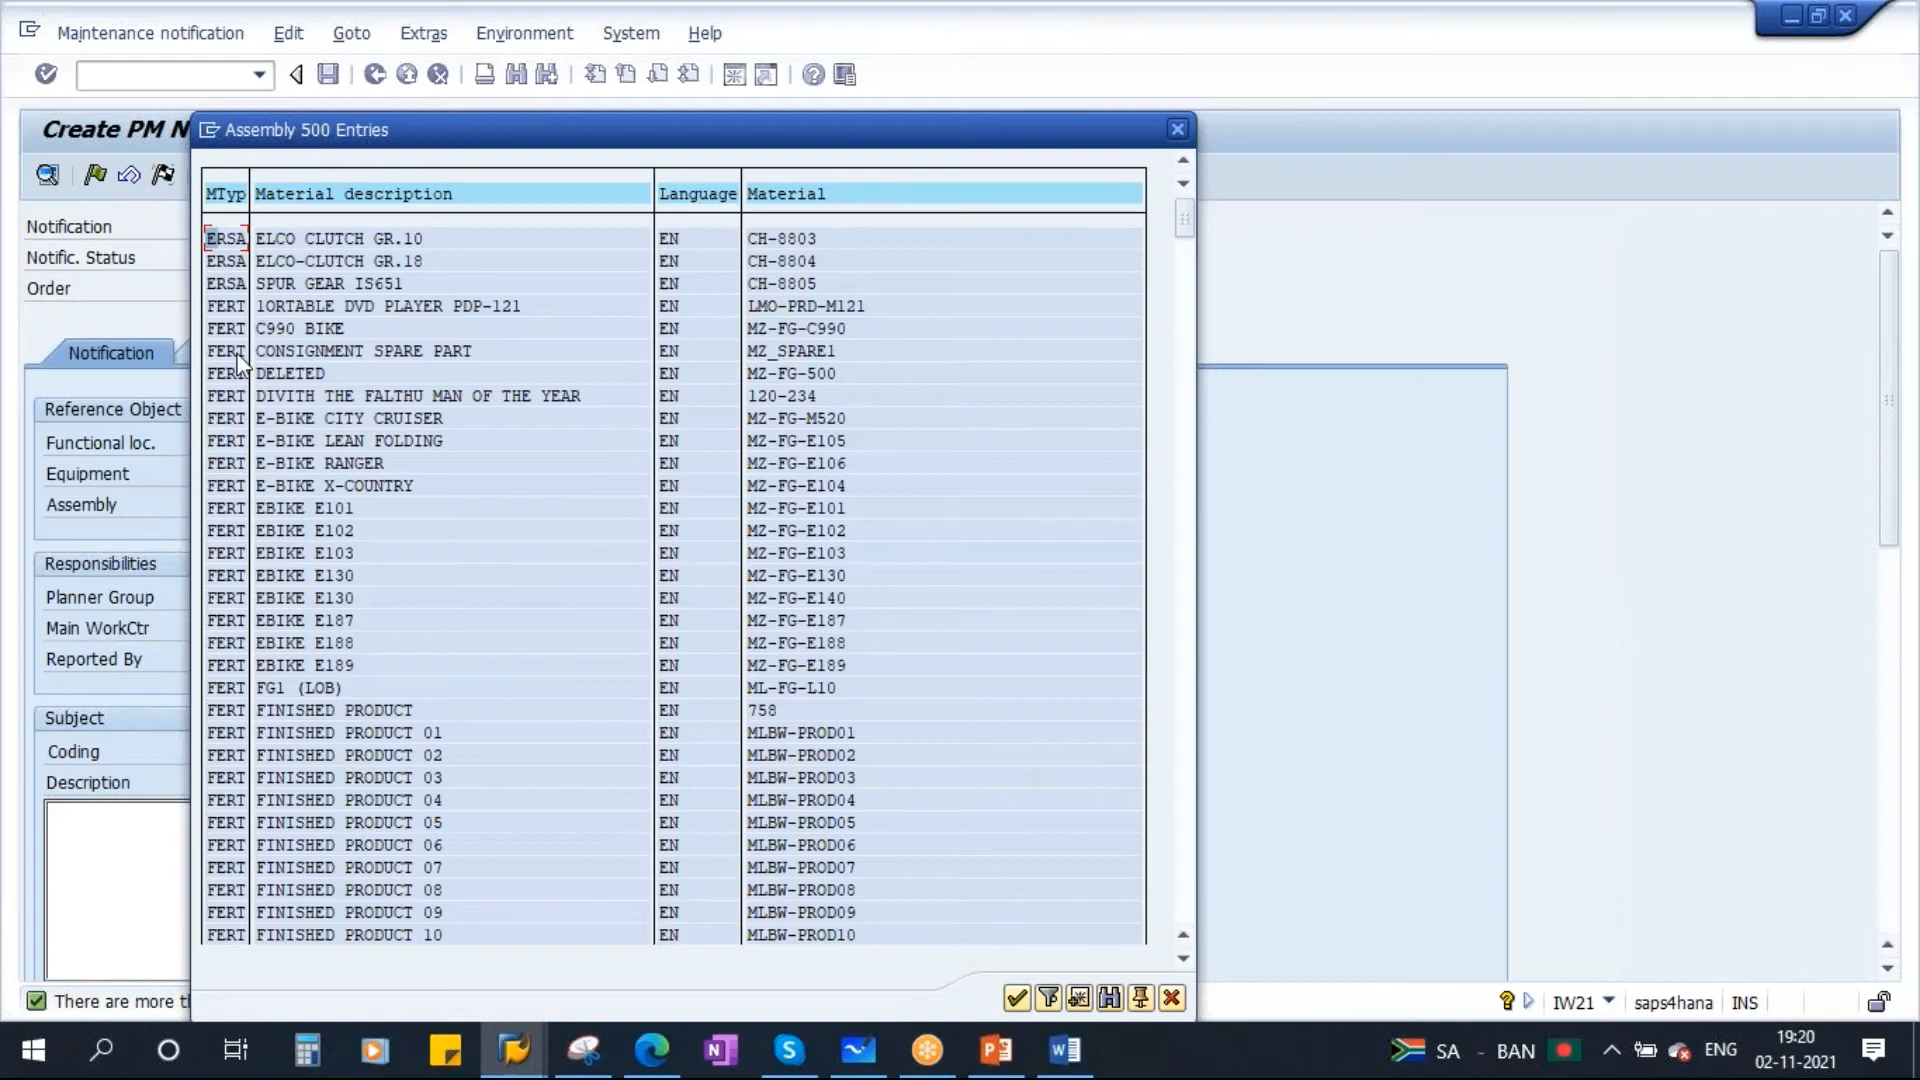 Maintenance notification Edit Goto Extras Environment System Help
Create PM N
Assembly 500 Entries
Notification
Notific. Status
Order
Notification
Reference Object
Functional loc.
Equipment
Assembly
Responsibilities
Planner Group
Main WorkCtr
Reported By
Subject
Coding
Description
MTyp Material description Language Material
ERSA ELCO CLUTCH GR.10 EN CH-8803
ERSA ELCO-CLUTCH GR.18 EN CH-8804
ERSA SPUR GEAR IS651 EN CH-8805
FERT 1ORTABLE DVD PLAYER PDP-121 EN LMO-PRD-M121
FERT C990 BIKE EN MZ-FG-C990
FERT CONSIGNMENT SPARE PART EN MZ_SPARE1
FERT DELETED EN MZ-FG-500
FERT DIVITH THE FALTHU MAN OF THE YEAR EN 120-234
FERT E-BIKE CITY CRUISER EN MZ-FG-M520
FERT E-BIKE LEAN FOLDING EN MZ-FG-E105
FERT E-BIKE RANGER EN MZ-FG-E106
FERT E-BIKE X-COUNTRY EN MZ-FG-E104
FERT EBIKE E101 EN MZ-FG-E101
FERT EBIKE E102 EN MZ-FG-E102
FERT EBIKE E103 EN MZ-FG-E103
FERT EBIKE E130 EN MZ-FG-E130
FERT EBIKE E130 EN MZ-FG-E140
FERT EBIKE E187 EN MZ-FG-E187
FERT EBIKE E188 EN MZ-FG-E188
FERT EBIKE E189 EN MZ-FG-E189
FERT FG1 (LOB) EN ML-FG-L10
FERT FINISHED PRODUCT EN 758
FERT FINISHED PRODUCT 01 EN MLBW-PROD01
FERT FINISHED PRODUCT 02 EN MLBW-PROD02
FERT FINISHED PRODUCT 03 EN MLBW-PROD03
FERT FINISHED PRODUCT 04 EN MLBW-PROD04
FERT FINISHED PRODUCT 05 EN MLBW-PROD05
FERT FINISHED PRODUCT 06 EN MLBW-PROD06
FERT FINISHED PRODUCT 07 EN MLBW-PROD07
FERT FINISHED PRODUCT 08 EN MLBW-PROD08
FERT FINISHED PRODUCT 09 EN MLBW-PROD09
FERT FINISHED PRODUCT 10 EN MLBW-PROD10
There are more t
IW21 saps4hana INS
SA - BAN ENG 19:20
02-11-2021